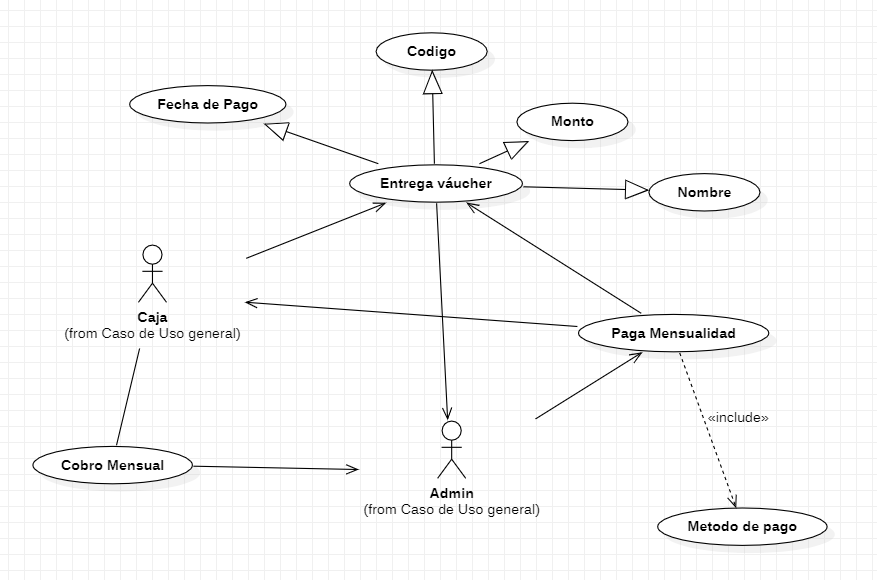 Codigo
Fecha de Pago
Monto
Entrega váucher
Nombre
Caja
(from Caso de Uso general)
Paga Mensualidad
«include»
Cobro Mensual
Admin
(from Caso de Uso general)
Metodo de pago